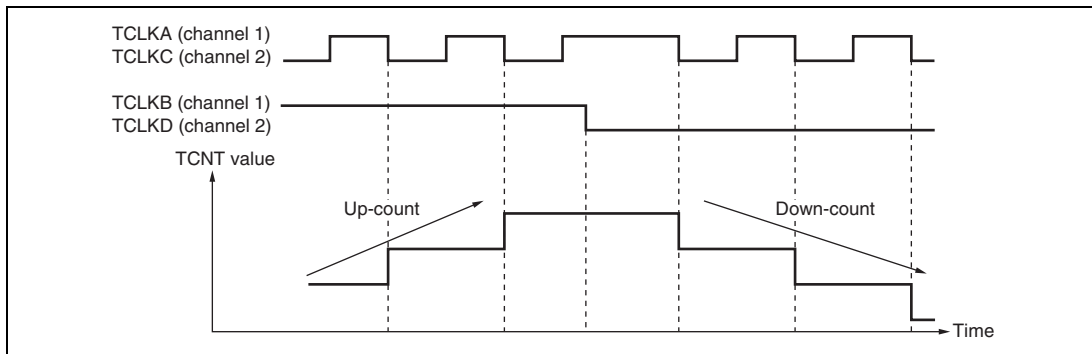 TCLKA (channel 1)
TCLKC (channel 2)
TCLKB (channel 1)
TCLKD (channel 2)
TCNT value
Up-count
Down-count
Time